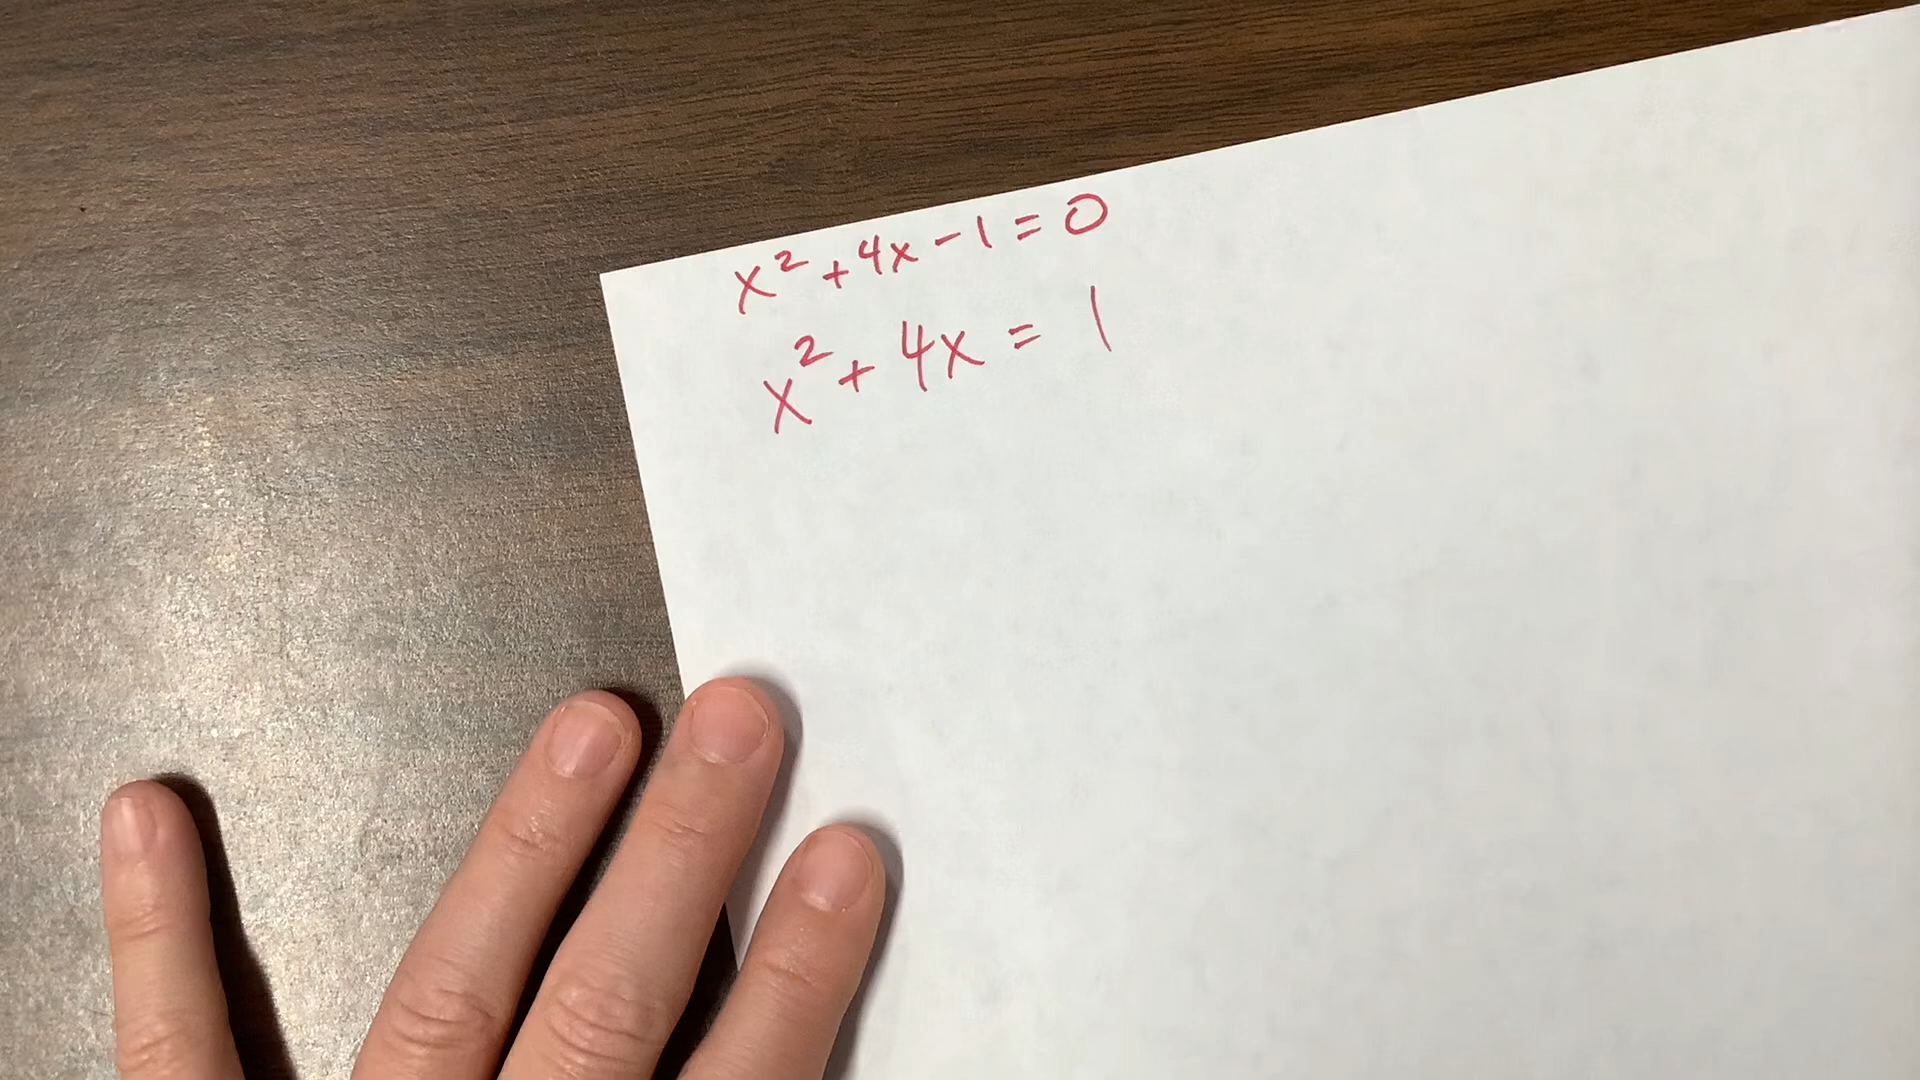 x² + 4x - 1 = 0
x² + 4x = 1